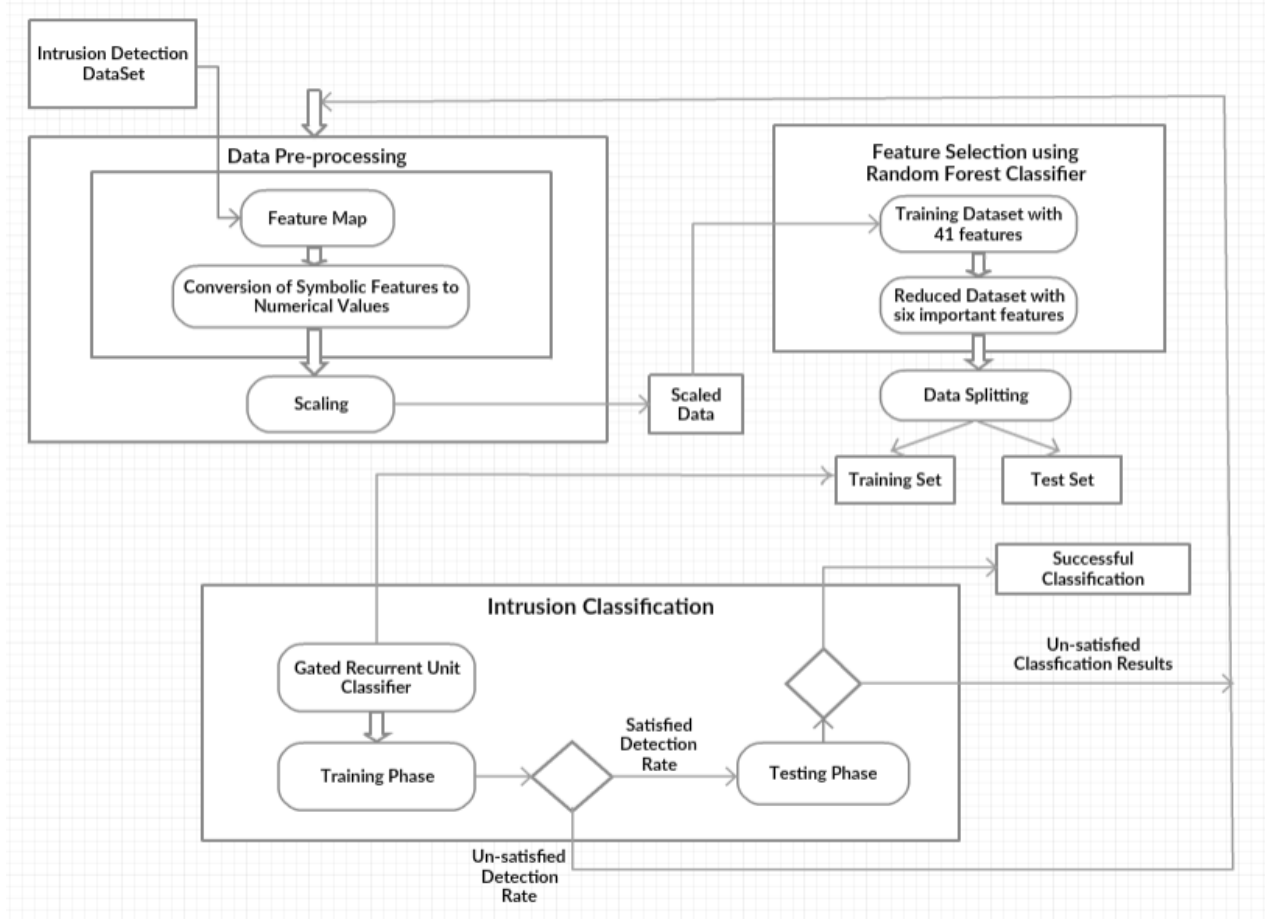 Intrusion Detection
DataSet
Data Pre-processing
Feature Map
Conversion of Symbolic Features to
Numerical Values
Scaling
Scaled
Data
Feature Selection using
Random Forest Classifier
Training Dataset with
41 features
Reduced Dataset with
six important features
Data Splitting
Training Set
Test Set
Successful
Classification
Intrusion Classification
Gated Recurrent Unit
Classifier
Training Phase
Satisfied
Detection
Rate
Testing Phase
Un-satisfied
Classfication Results
Un-satisfied
Detection
Rate